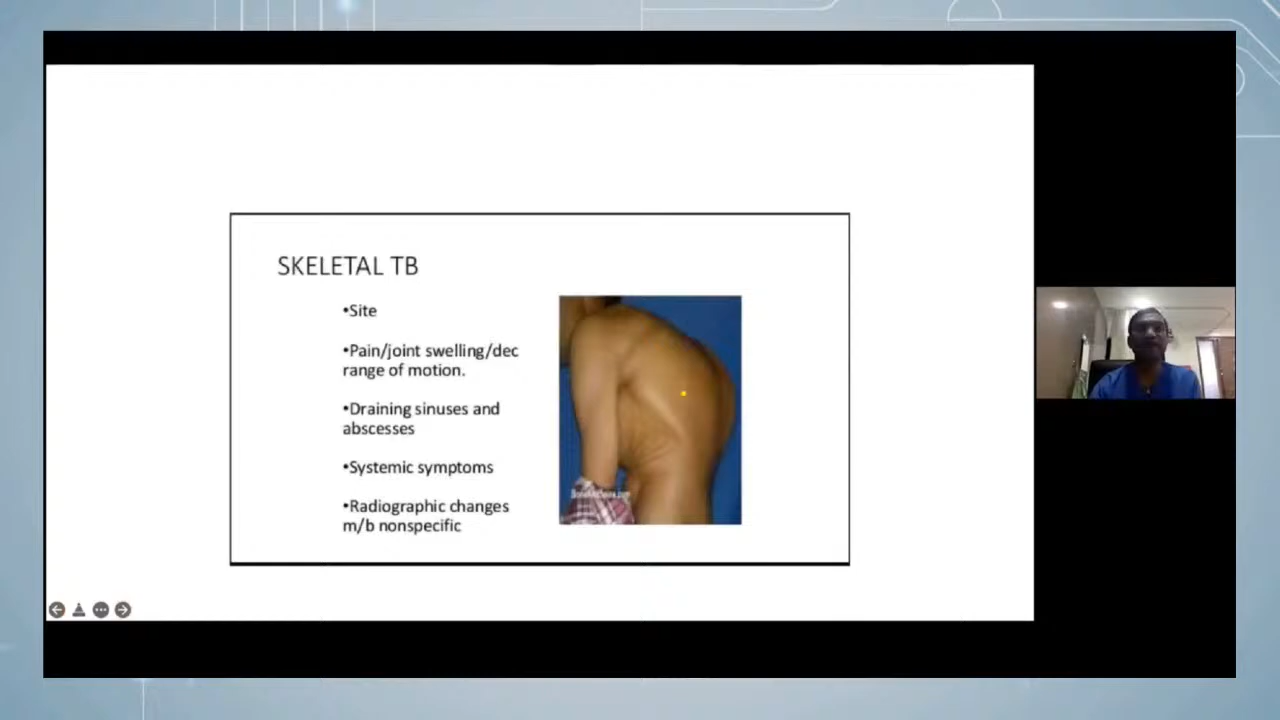 SKELETAL TB
•Site
•Pain/joint swelling/dec
range of motion.
•Draining sinuses and
abscesses
•Systemic symptoms
•Radiographic changes
m/b nonspecific